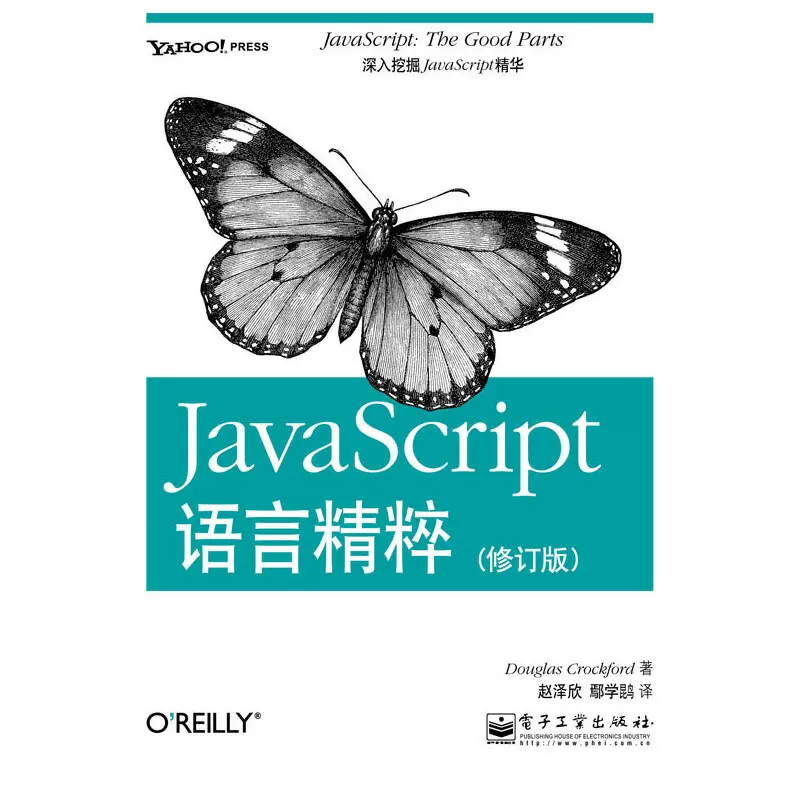 YAHOO! PRESS
JavaScript: The Good Parts
深入挖掘JavaScript精华
JavaScript
语言精粹 (修订版)
Douglas Crockford 著
赵泽欣 鄢学鹍 译
O'REILLY®
電子工業出版社.
PUBLISHING HOUSE OF ELECTRONICS INDUSTRY
http://www.phei.com.cn